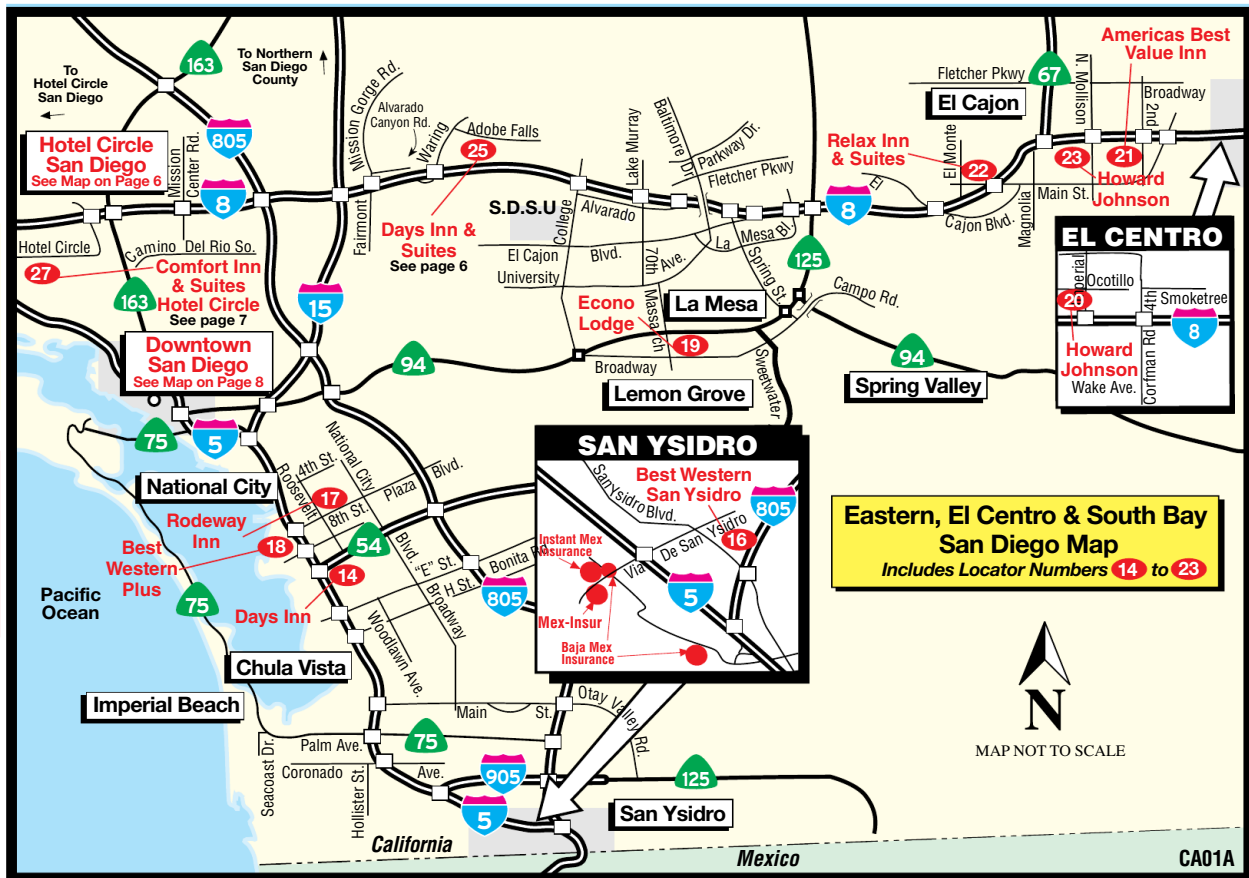 To
Hotel Circle
San Diego
To Northern
San Diego
County
163
805
Hotel Circle
San Diego
See Map on Page 6
Mission
Center Rd.
8
Hotel Circle
Camino Del Rio So.
27
Comfort Inn
& Suites
Hotel Circle
See page 7
163
15
Downtown
San Diego
See Map on Page 8
Mission Gorge Rd.
Alvarado
Canyon Rd.
Waring
Adobe Falls
25
Fairmont
Days Inn &
Suites
See page 6
S.D.S.U
College
Alvarado
El Cajon Blvd.
University Ave.
Lake Murray
70th
Massarch
Baltimore Dr.
Parkway Dr.
Fletcher Pkwy
La Mesa Bl.
Spring St.
8
125
Campo Rd.
La Mesa
Econo
Lodge
19
Broadway
Lemon Grove
Sweetwater
94
94
Spring Valley
Americas Best
Value Inn
Fletcher Pkwy
67
N. Mollison
Broadway
2nd
El Cajon
Relax Inn
& Suites
El Monte
22
23
21
Howard
Johnson
Main St.
Magnolia
El Cajon Blvd.
EL CENTRO
Imperial
Ocotillo
20
4th
Smoketree
8
Howard
Johnson
Corfman Rd
Wake Ave.
75
5
National City
Roosevelt
4th St.
National City Blvd.
17
Plaza Blvd.
8th St.
Rodeway
Inn
18
Best
Western
Plus
54
14
Days Inn
"E" St.
Bonita Rd.
H St.
Broadway
Woodlawn Ave.
805
Pacific
Ocean
75
Chula Vista
Imperial Beach
SAN YSIDRO
San Ysidro
Blvd.
Best Western
San Ysidro
805
16
Via De San Ysidro
Instant Mex
Insurance
5
Mex-Insur
Baja Mex
Insurance
Eastern, El Centro & South Bay
San Diego Map
Includes Locator Numbers 14 to 23
N
MAP NOT TO SCALE
Main St.
Otay Valley Rd.
Seacoast Dr.
Palm Ave.
75
Coronado Ave.
Hollister St.
905
125
5
San Ysidro
California
Mexico
CA01A